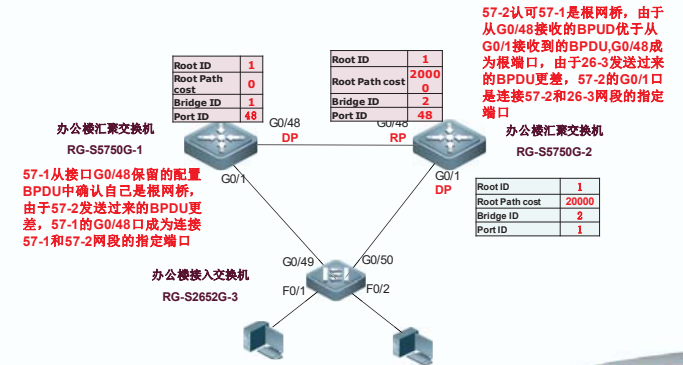 57-2认可57-1是根网桥，由于
从G0/48接收的BPUD优于从
G0/1接收到的BPDU,G0/48成
为根端口，由于26-3发送过来
的BPDU更差，57-2的G0/1口
是连接57-2和26-3网段的指定
端口
Root ID 1
Root Path cost 0
Bridge ID 1
Port ID 48
Root ID 1
Root Path cost 20000
Bridge ID 2
Port ID 48
办公楼汇聚交换机
RG-S5750G-1
G0/48
DP
G0/48
RP
办公楼汇聚交换机
RG-S5750G-2
57-1从接口G0/48保留的配置
BPDU中确认自己是根网桥，
由于57-2发送过来的BPDU更
差，57-1的G0/48口成为连接
57-1和57-2网段的指定端口
G0/1
G0/1
DP
Root ID 1
Root Path cost 20000
Bridge ID 2
Port ID 1
办公楼接入交换机
RG-S2652G-3
G0/49
G0/50
F0/1
F0/2